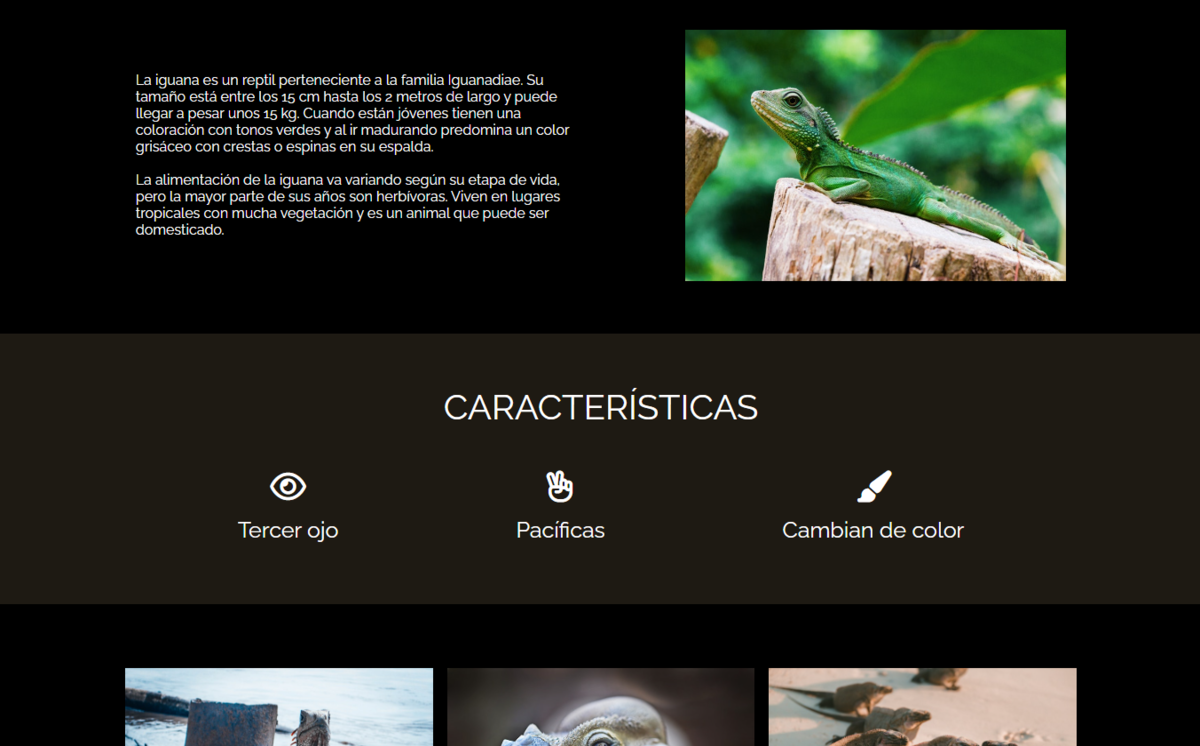 La iguana es un reptil perteneciente a la familia Iguanadiae. Su
tamaño está entre los 15 cm hasta los 2 metros de largo y puede
llegar a pesar unos 15 kg. Cuando están jóvenes tienen una
coloración con tonos verdes y al ir madurando predomina un color
grisáceo con crestas o espinas en su espalda.
La alimentación de la iguana va variando según su etapa de vida,
pero la mayor parte de sus años son herbívoras. Viven en lugares
tropicales con mucha vegetación y es un animal que puede ser
domesticado.
CARACTERÍSTICAS
Tercer ojo
Pacíficas
Cambian de color